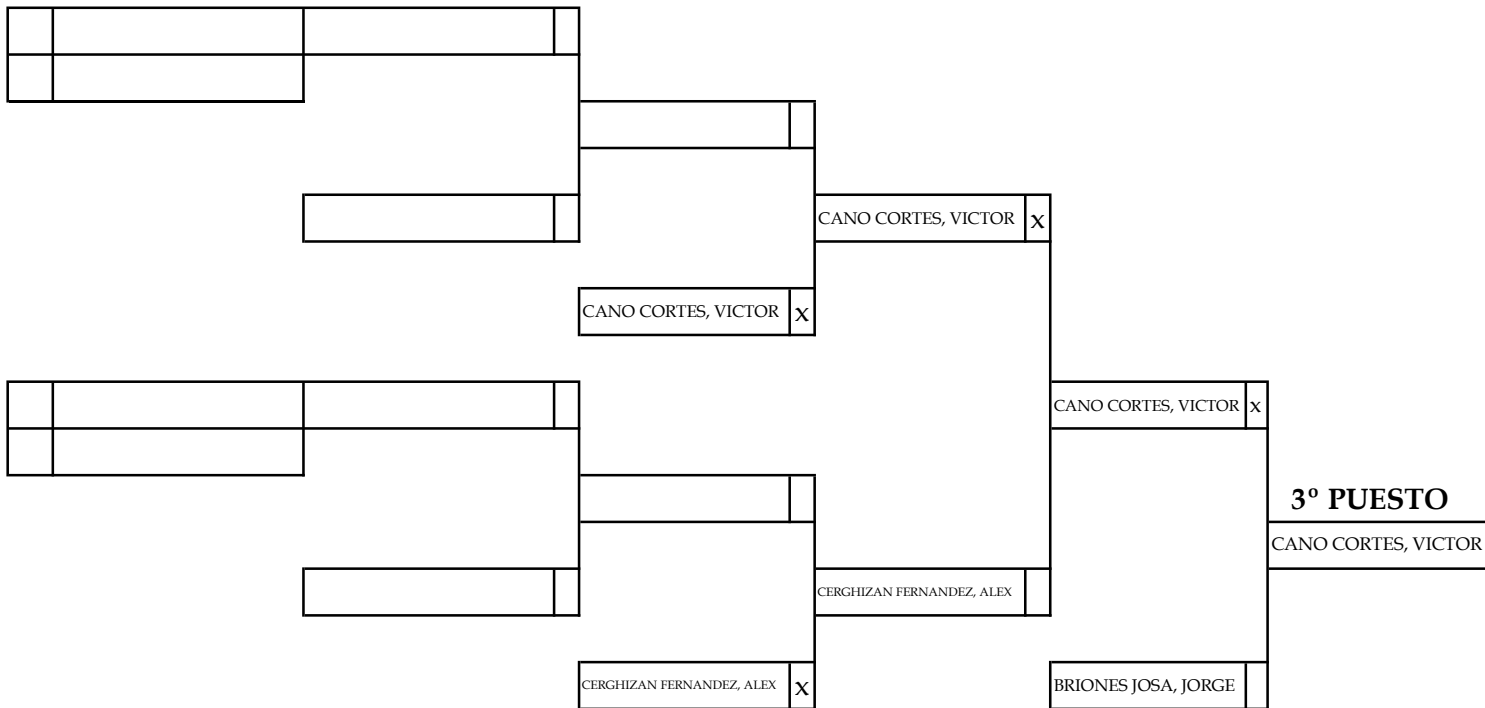 CANO CORTES, VICTOR x
CANO CORTES, VICTOR x
CANO CORTES, VICTOR x
3º PUESTO
CANO CORTES, VICTOR
CERGHIZAN FERNANDEZ, ALEX
CERGHIZAN FERNANDEZ, ALEX x
BRIONES JOSA, JORGE